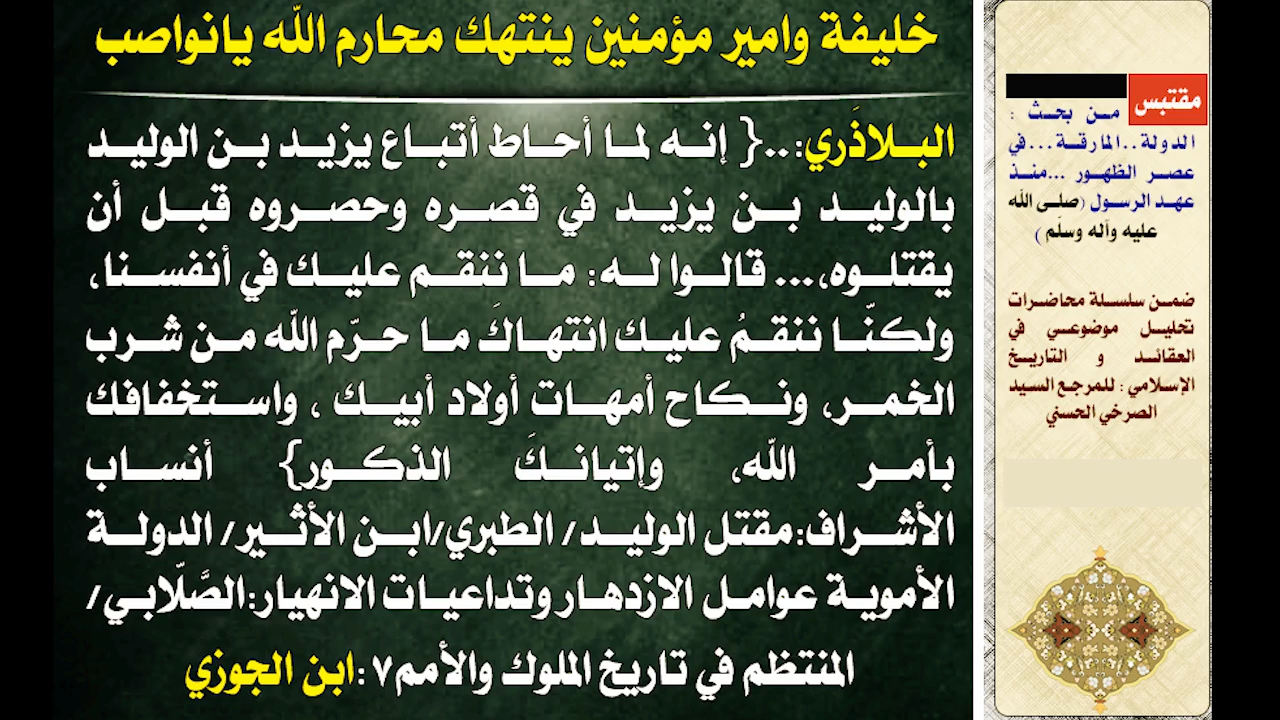 خليفة وامير مؤمنين ينتهك محارم الله يانواصب
البلاذَري:..{ إنه لما أحاط أتباع يزيد بن الوليد
بالوليد بن يزيد في قصره وحصروه قبل أن
يقتلوه،... قالوا له: ما ننقم عليك في أنفسنا،
ولكنّا ننقمُ عليك انتهاكَ ما حرّم الله من شرب
الخمر، ونكاح أمهات أولاد أبيك ، واستخفافك
بأمر الله، وإتيانكَ الذكور} أنساب
الأشراف:مقتل الوليد/ الطبري/ابن الأثير/ الدولة
الأموية عوامل الازدهار وتداعيات الانهيار:الصَّلّابي/
المنتظم في تاريخ الملوك والأمم٧ :ابن الجوزي
مقتبس
من بحث :
الدولة..المارقة...في
عصر الظهور ...منذ
عهد الرسول (صلى الله
عليه وآله وسلّم )
ضمن سلسلة محاضرات
تحليل موضوعي في
العقائد و التاريخ
الإسلامي : للمرجع السيد
الصرخي الحسني